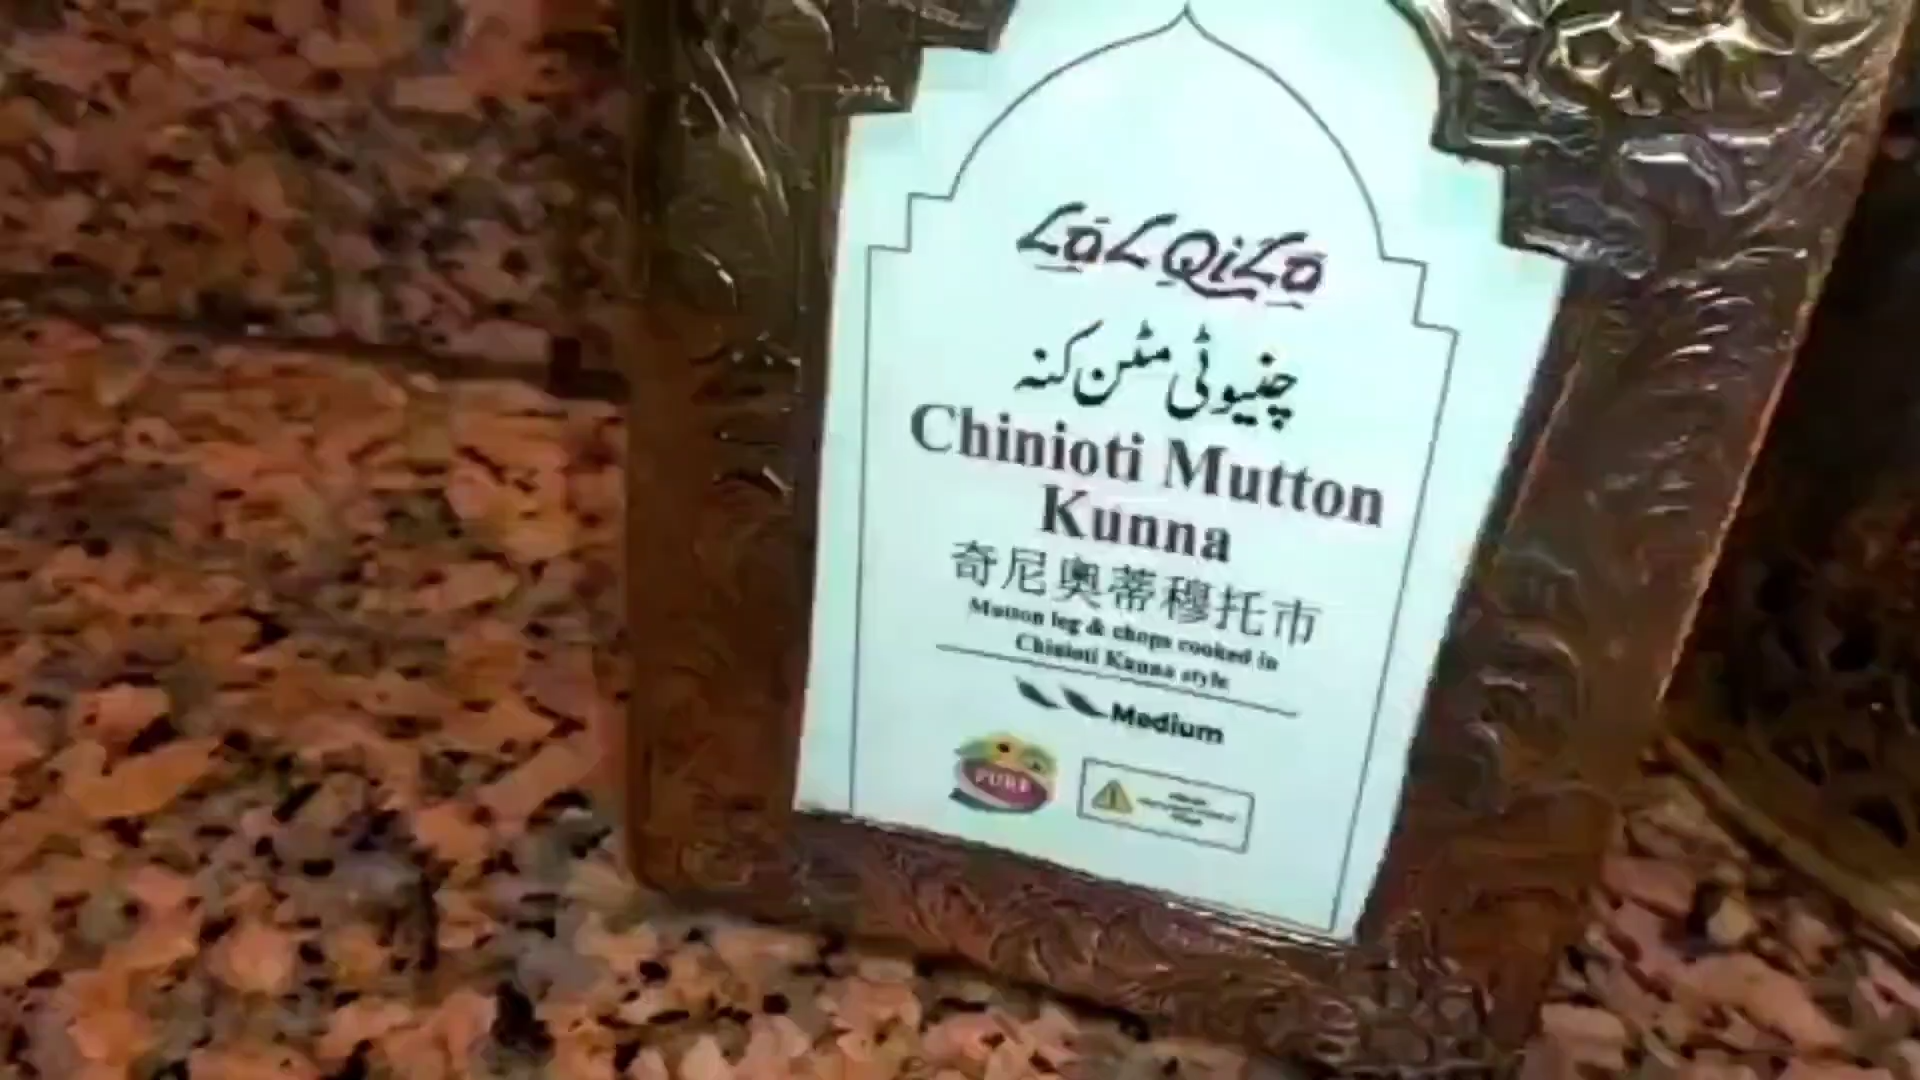 LaL QiLa
چنیوٹی مٹن کنہ
Chinioti Mutton
Kunna
奇尼奥蒂穆托市
Mutton leg & chops cooked in
Chinioti Kunna style
Medium
PURE